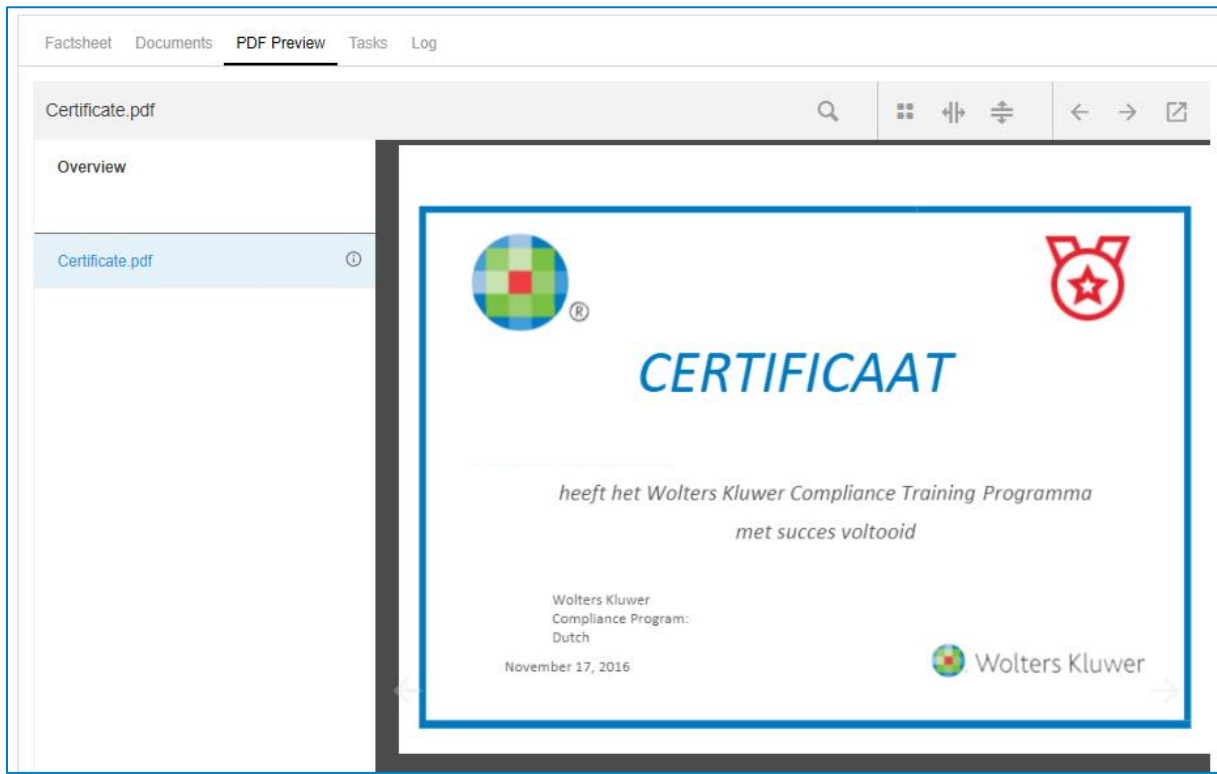 Factsheet Documents PDF Preview Tasks Log
Certificate.pdf
Overview
Certificate.pdf
®
CERTIFICAAT
heeft het Wolters Kluwer Compliance Training Programma
met succes voltooid
Wolters Kluwer
Compliance Program:
Dutch
November 17, 2016
Wolters Kluwer